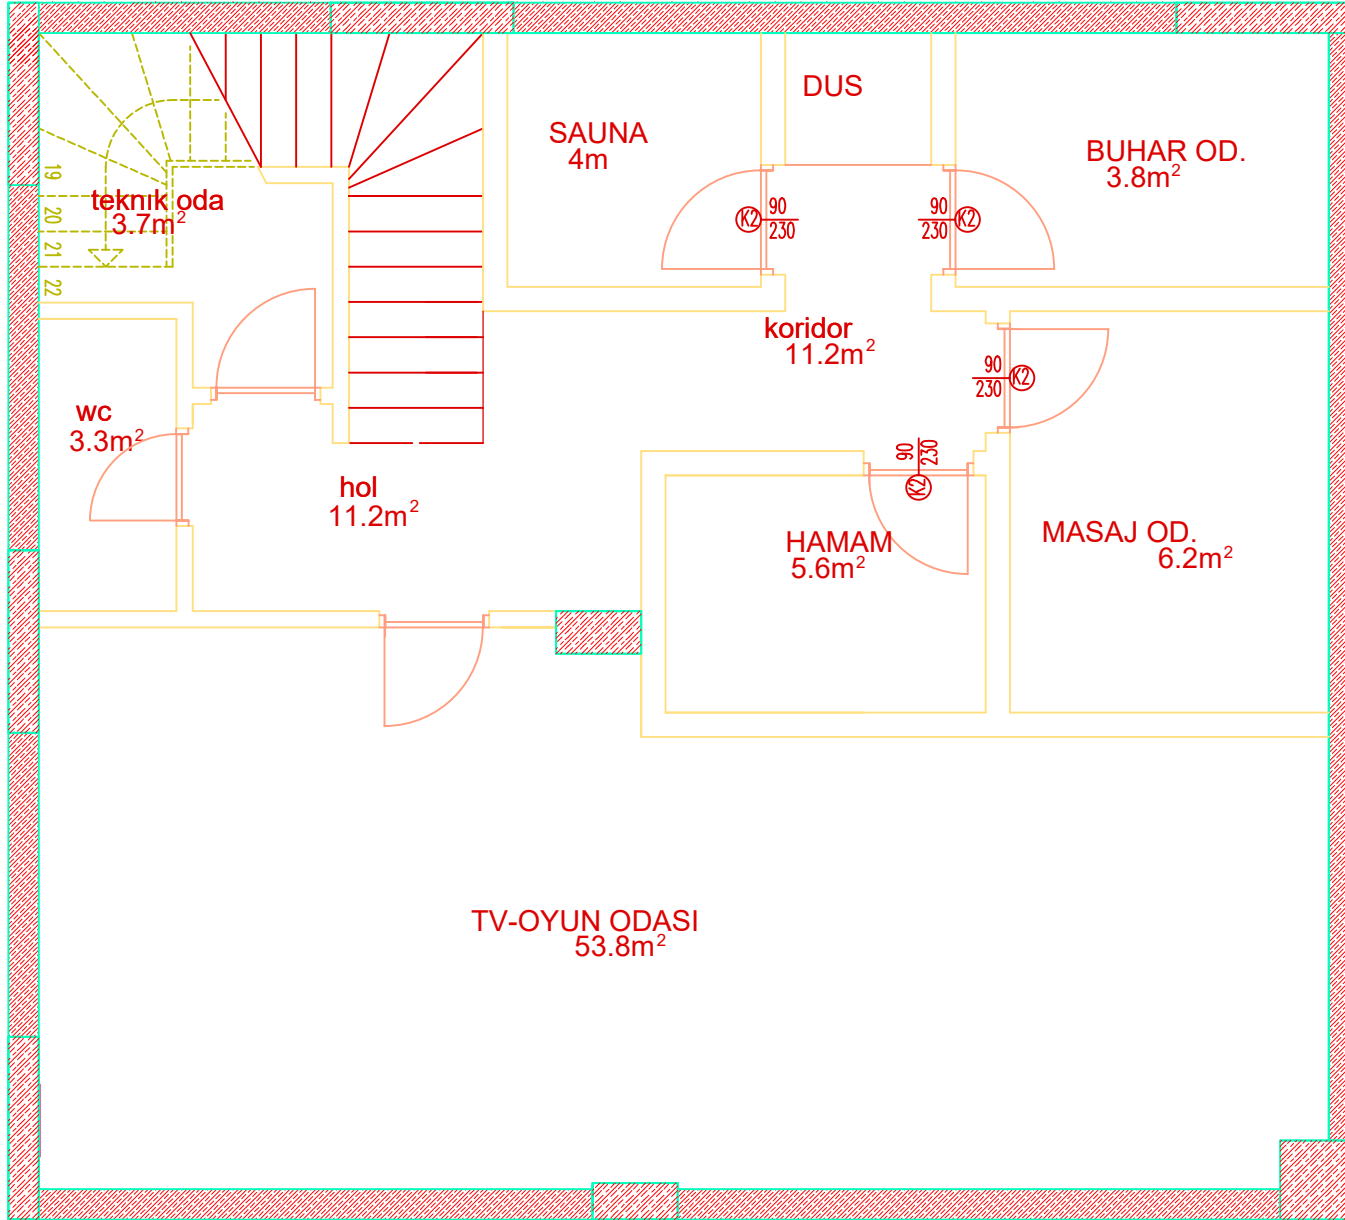 DUS
SAUNA
4m
BUHAR OD.
3.8m²
19
20
21
22
teknik oda
3.7m²
K2
90
230
90
230
K2
koridor
11.2m²
90
230
K2
wc
3.3m²
90
230
K2
hol
11.2m²
HAMAM
5.6m²
MASAJ OD.
6.2m²
TV-OYUN ODASI
53.8m²